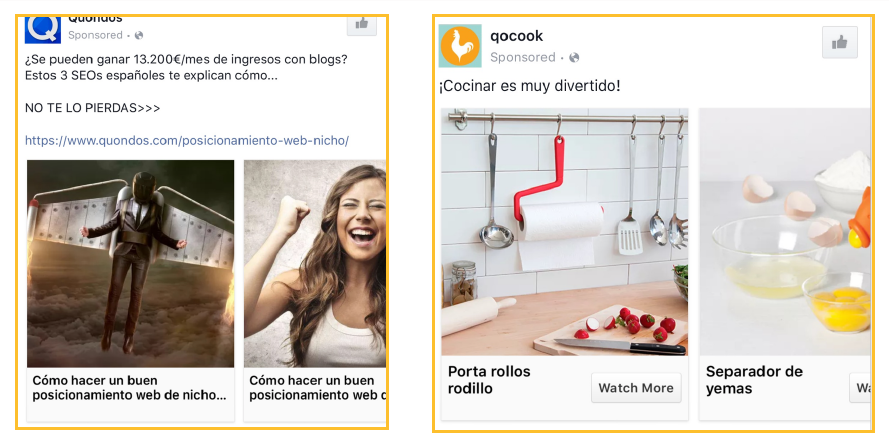 Quondos
Sponsored ·
¿Se pueden ganar 13.200€/mes de ingresos con blogs?
Estos 3 SEOs españoles te explican cómo...
NO TE LO PIERDAS>>>
https://www.quondos.com/posicionamiento-web-nicho/
Cómo hacer un buen
posicionamiento web de nicho...
Cómo hacer un buen
posicionamiento web d
qocook
Sponsored ·
¡Cocinar es muy divertido!
Porta rollos
rodillo
Watch More
Separador de
yemas
Wa